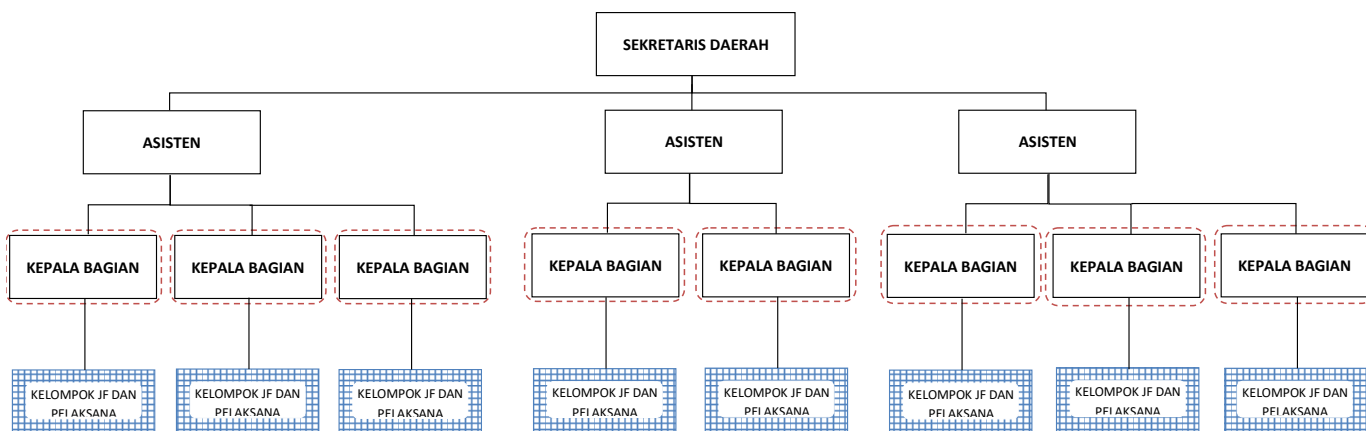 SEKRETARIS DAERAH
ASISTEN
ASISTEN
ASISTEN
KEPALA BAGIAN
KEPALA BAGIAN
KEPALA BAGIAN
KEPALA BAGIAN
KEPALA BAGIAN
KEPALA BAGIAN
KEPALA BAGIAN
KEPALA BAGIAN
KELOMPOK JF DAN
PELAKSANA
KELOMPOK JF DAN
PELAKSANA
KELOMPOK JF DAN
PELAKSANA
KELOMPOK JF DAN
PELAKSANA
KELOMPOK JF DAN
PELAKSANA
KELOMPOK JF DAN
PELAKSANA
KELOMPOK JF DAN
PELAKSANA
KELOMPOK JF DAN
PELAKSANA